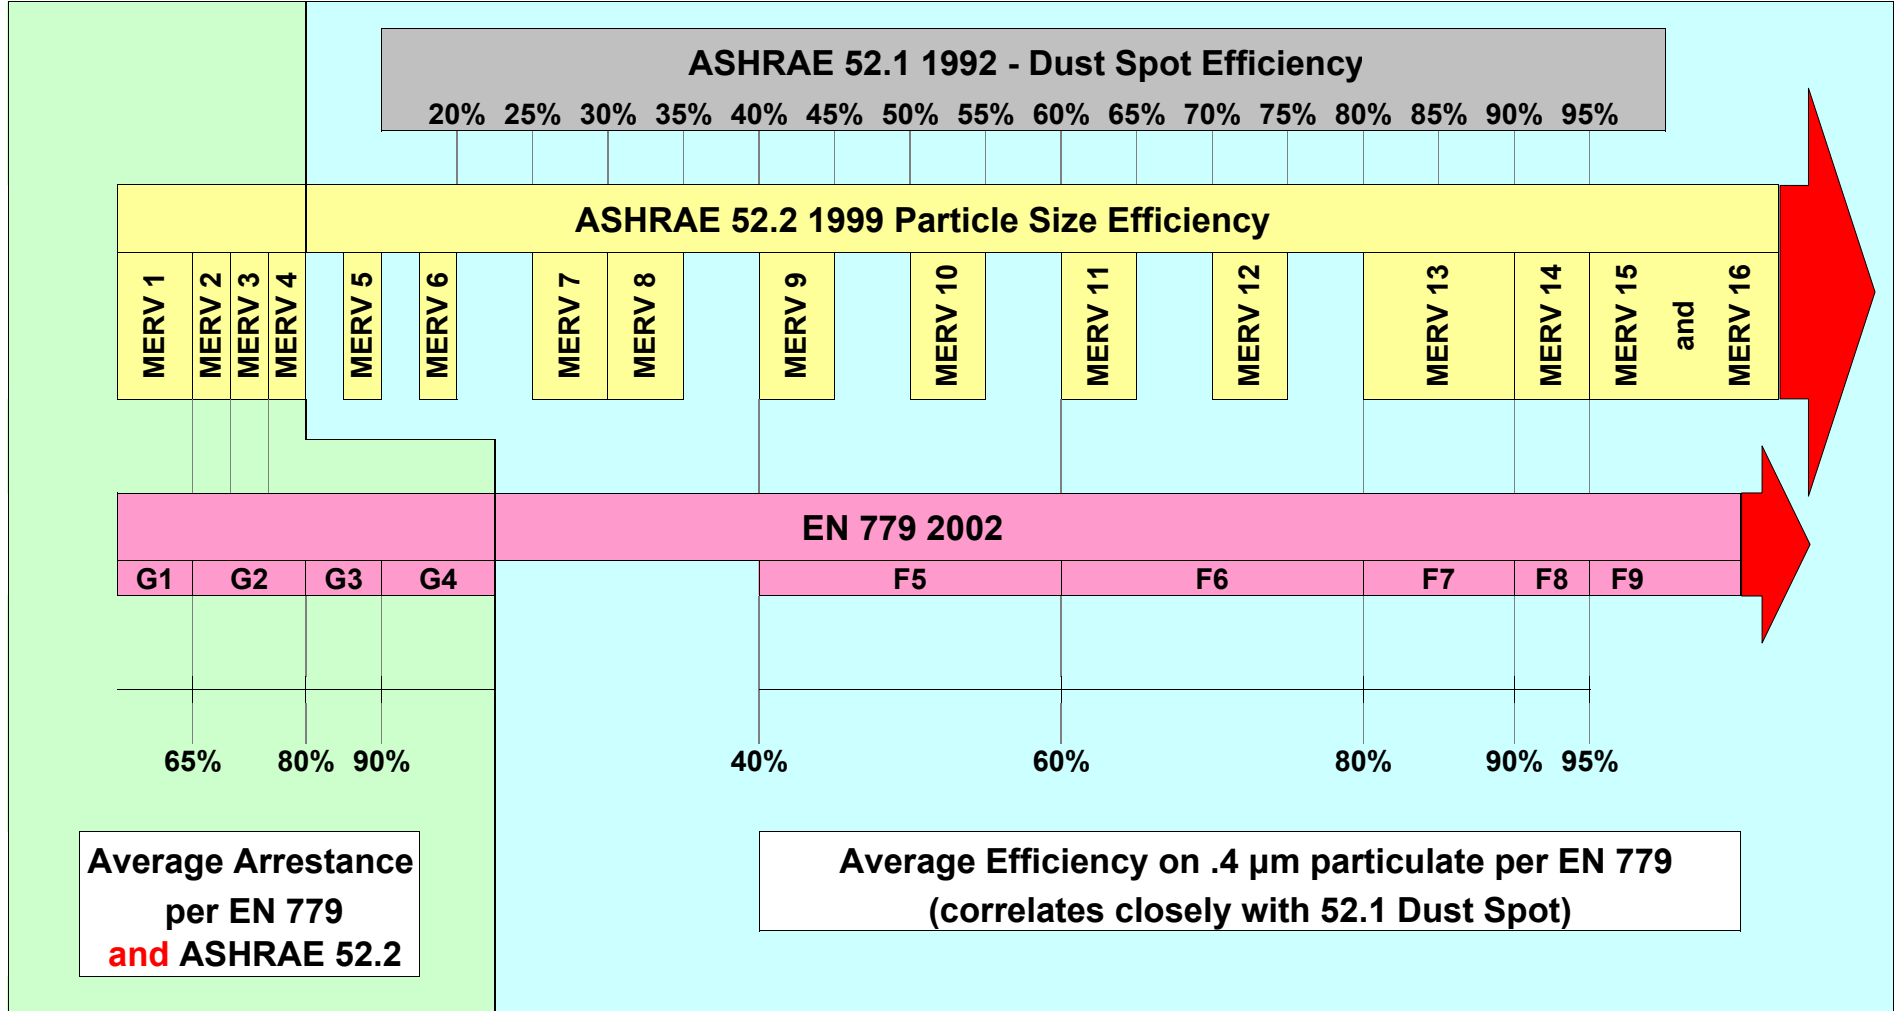 ASHRAE 52.1 1992 - Dust Spot Efficiency
20% 25% 30% 35% 40% 45% 50% 55% 60% 65% 70% 75% 80% 85% 90% 95%
ASHRAE 52.2 1999 Particle Size Efficiency
MERV 1
MERV 2
MERV 3
MERV 4
MERV 5
MERV 6
MERV 7
MERV 8
MERV 9
MERV 10
MERV 11
MERV 12
MERV 13
MERV 14
MERV 15
and
MERV 16
EN 779 2002
G1 G2 G3 G4 F5 F6 F7 F8 F9
65% 80% 90% 40% 60% 80% 90% 95%
Average Arrestance
per EN 779
and ASHRAE 52.2
Average Efficiency on .4 µm particulate per EN 779
(correlates closely with 52.1 Dust Spot)